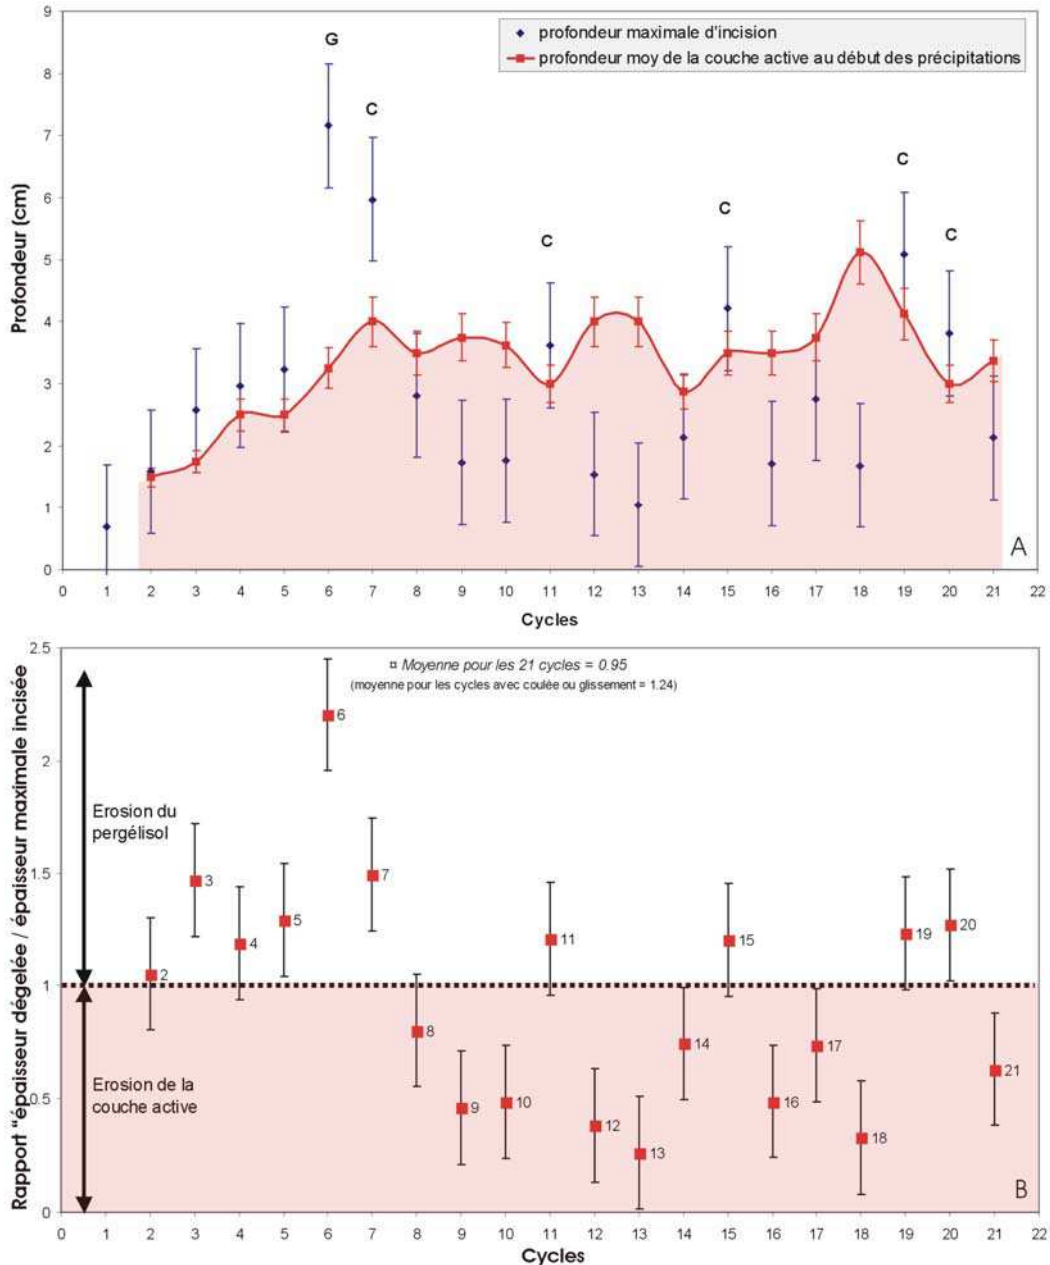 9
8
7
6
5
4
3
2
1
0
Profondeur (cm)
profondeur maximale d'incision
profondeur moy de la couche active au début des précipitations
G
C
C
C
C
C
A
0 1 2 3 4 5 6 7 8 9 10 11 12 13 14 15 16 17 18 19 20 21 22
Cycles
2.5
2
1.5
1
0.5
0
Rapport "épaisseur dégelée / épaisseur maximale incisée
¤ Moyenne pour les 21 cycles = 0.95
(moyenne pour les cycles avec coulée ou glissement = 1.24)
Erosion du
pergélisol
Erosion de la
couche active
2
3
4
5
6
7
8
9
10
11
12
13
14
15
16
17
18
19
20
21
B
0 1 2 3 4 5 6 7 8 9 10 11 12 13 14 15 16 17 18 19 20 21 22
Cycles